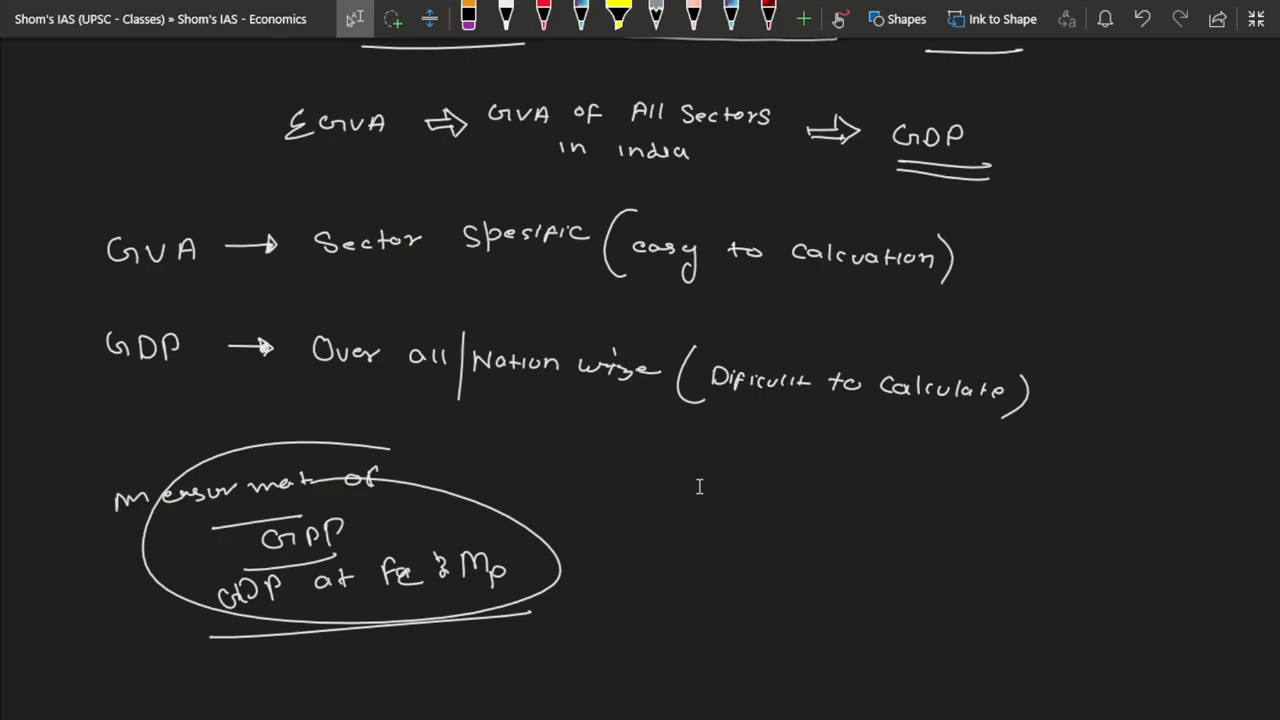 Shom's IAS (UPSC - Classes) » Shom's IAS - Economics
Shapes
Ink to Shape
ΣGVA ⇒ GVA of All Sectors in india ⇒ GDP
GVA → Sector Spesific (easy to Calcuation)
GDP → Over all | Nation wise (Dificult to Calculate)
Mensurment of
GDP
GDP at Fc & Mp